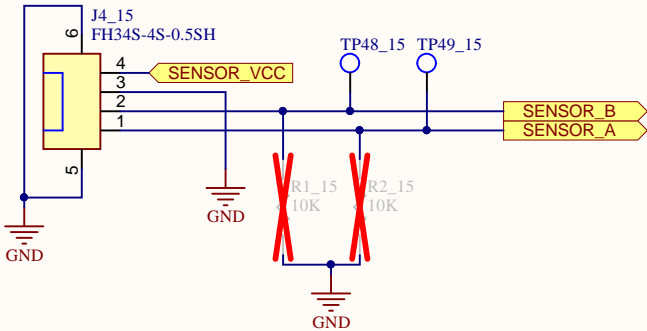 J4_15
FH34S-4S-0.5SH
6
4
3
2
1
5
SENSOR_VCC
TP48_15
TP49_15
SENSOR_B
SENSOR_A
R1_15
10K
R2_15
10K
GND
GND
GND